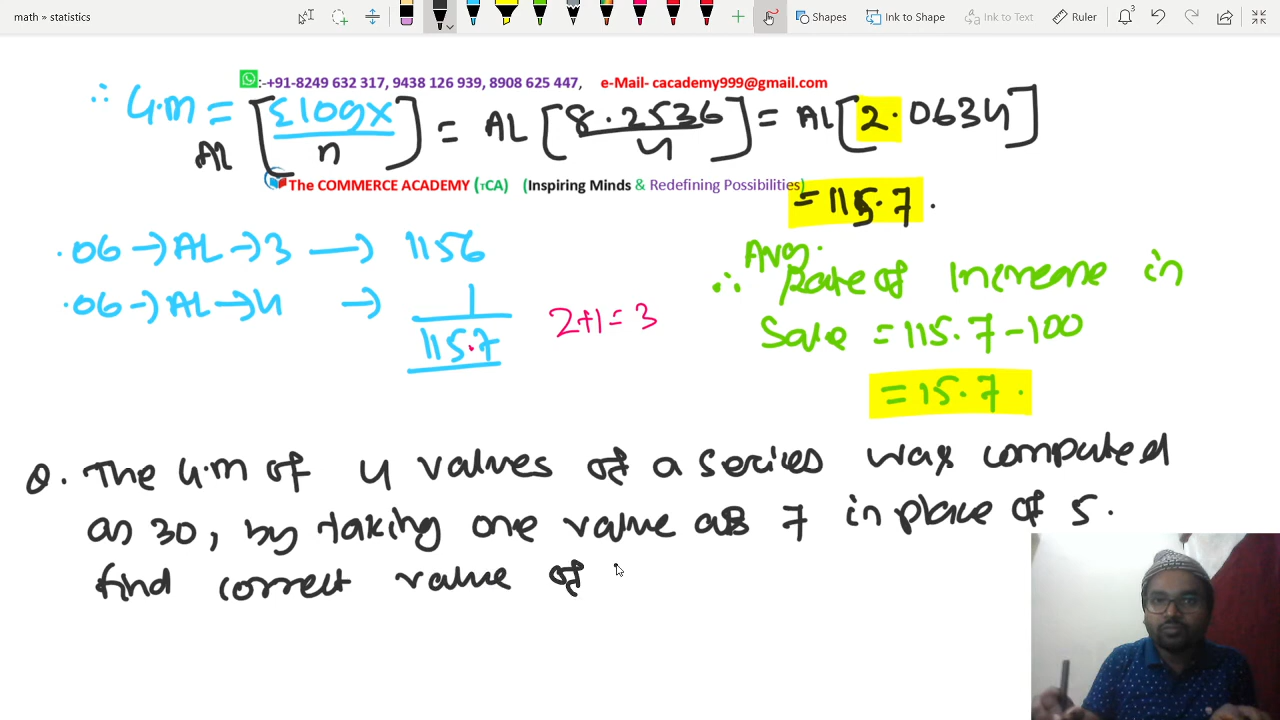 math » statistics
Shapes Ink to Shape Ink to Text Ruler
:-+91-8249 632 317, 9438 126 939, 8908 625 447, e-Mail- cacademy999@gmail.com
∴ G.M = AL [Σlogx / n] = AL [8.2536 / 4] = AL [2.0634]
The COMMERCE ACADEMY (TCA) (Inspiring Minds & Redefining Possibilities)
= 115.7.
.06 → AL → 3 → 1156
.06 → AL → 4 → 1
115.7
2+1=3
∴ Avg. Rate of Increase in
Sale = 115.7 - 100
= 15.7.
Q. The G.M of 4 values of a series was computed
as 30, by taking one value as 7 in place of 5.
find correct value of